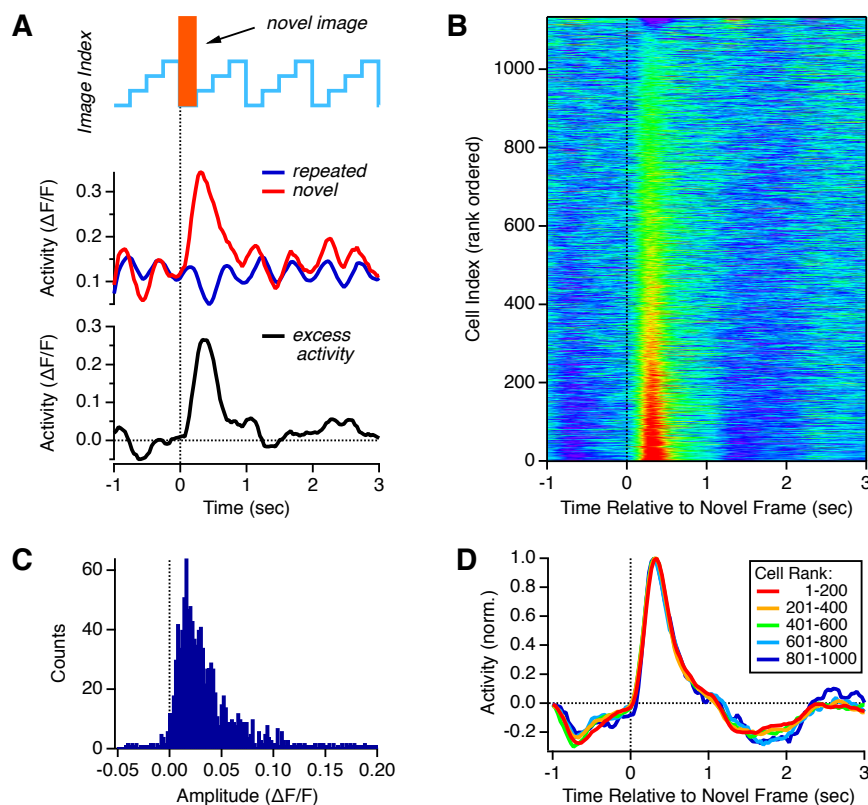 A
novel image
Image Index
repeated
novel
Activity (ΔF/F)
0.3
0.2
0.1
excess
activity
Activity (ΔF/F)
0.3
0.2
0.1
0.0
-1 0 1 2 3
Time (sec)
B
Cell Index (rank ordered)
1000
800
600
400
200
0
-1 0 1 2 3
Time Relative to Novel Frame (sec)
C
Counts
60
40
20
0
-0.05 0.00 0.05 0.10 0.15 0.20
Amplitude (ΔF/F)
D
Activity (norm.)
1.0
0.8
0.6
0.4
0.2
0.0
-0.2
Cell Rank:
1-200
201-400
401-600
601-800
801-1000
-1 0 1 2 3
Time Relative to Novel Frame (sec)